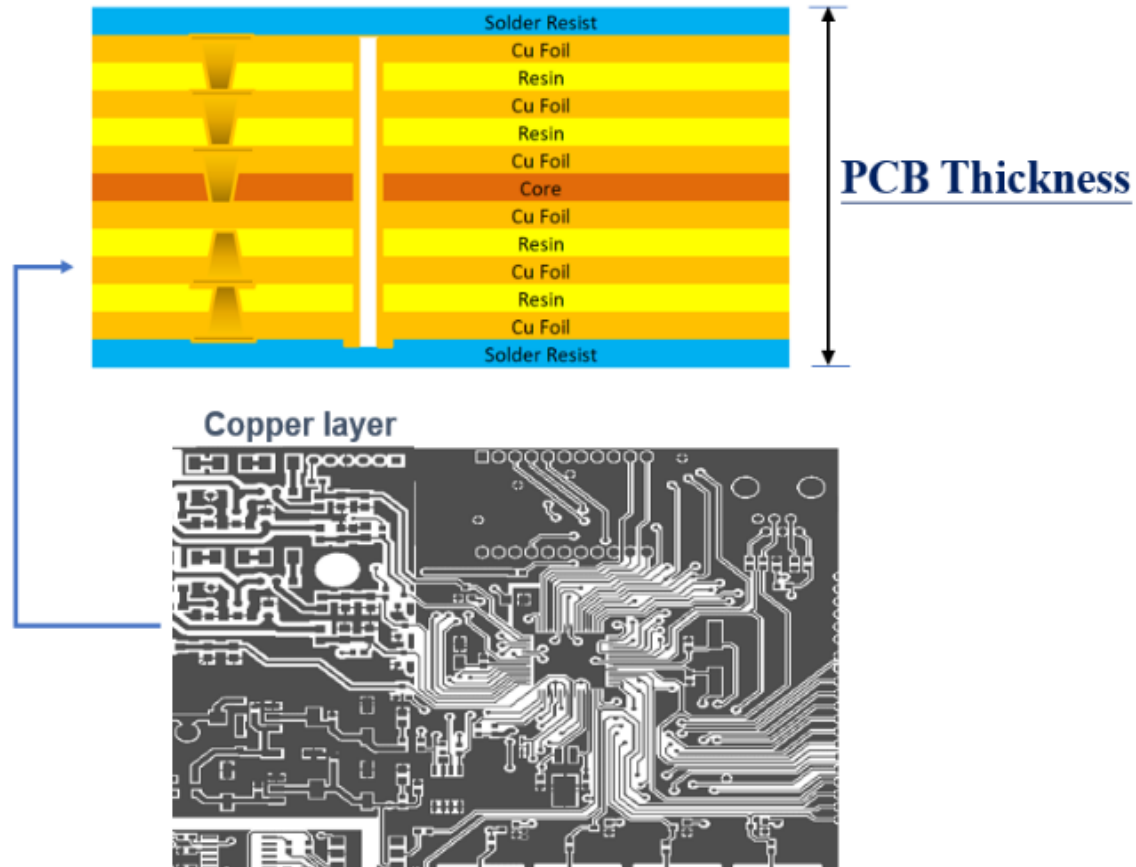 Solder Resist
Cu Foil
Resin
Cu Foil
Resin
Cu Foil
Core
Cu Foil
Resin
Cu Foil
Resin
Cu Foil
Solder Resist
PCB Thickness
Copper layer